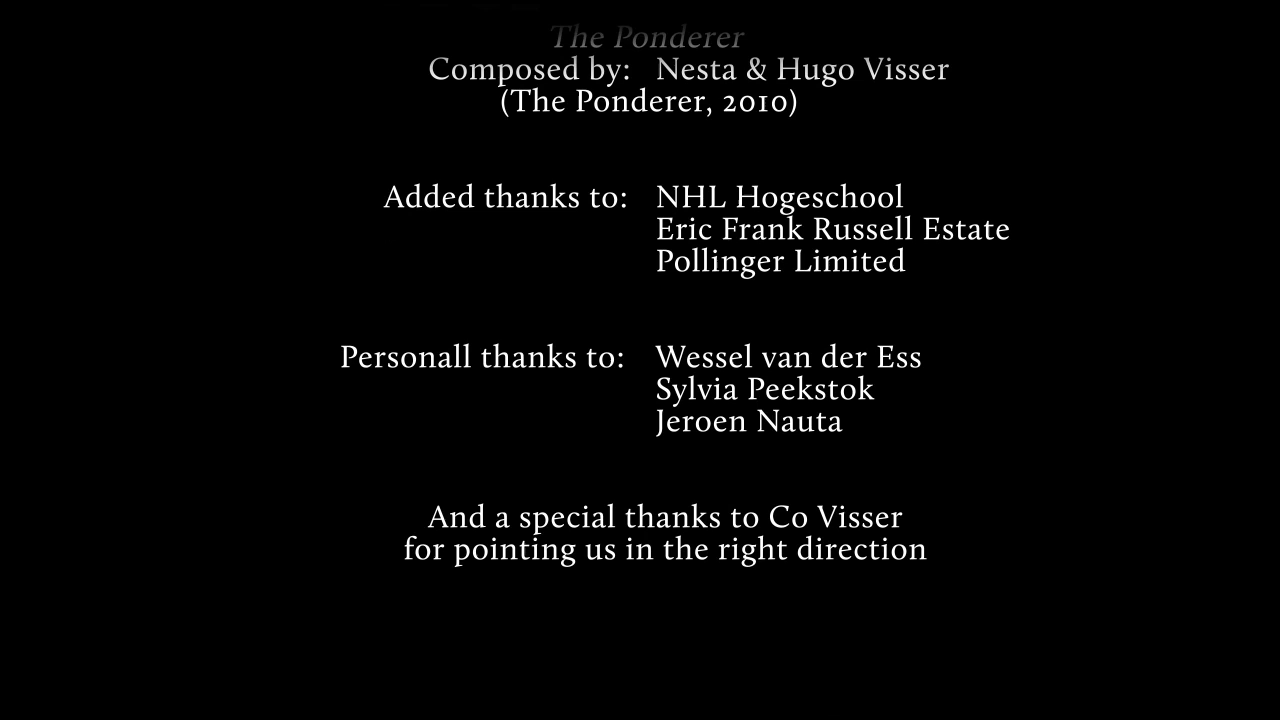 The Ponderer
Composed by: Nesta & Hugo Visser
(The Ponderer, 2010)
Added thanks to: NHL Hogeschool
Eric Frank Russell Estate
Pollinger Limited
Personall thanks to: Wessel van der Ess
Sylvia Peekstok
Jeroen Nauta
And a special thanks to Co Visser
for pointing us in the right direction